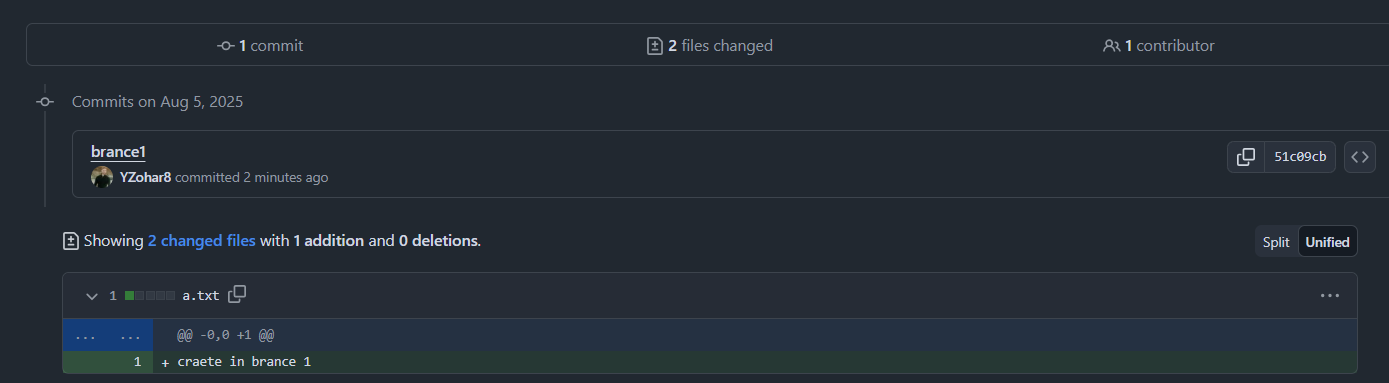 1 commit
2 files changed
1 contributor
Commits on Aug 5, 2025
brance1
51c09cb
YZohar8 committed 2 minutes ago
Showing 2 changed files with 1 addition and 0 deletions.
Split Unified
1 a.txt
... ... @@ -0,0 +1 @@
1 + craete in brance 1